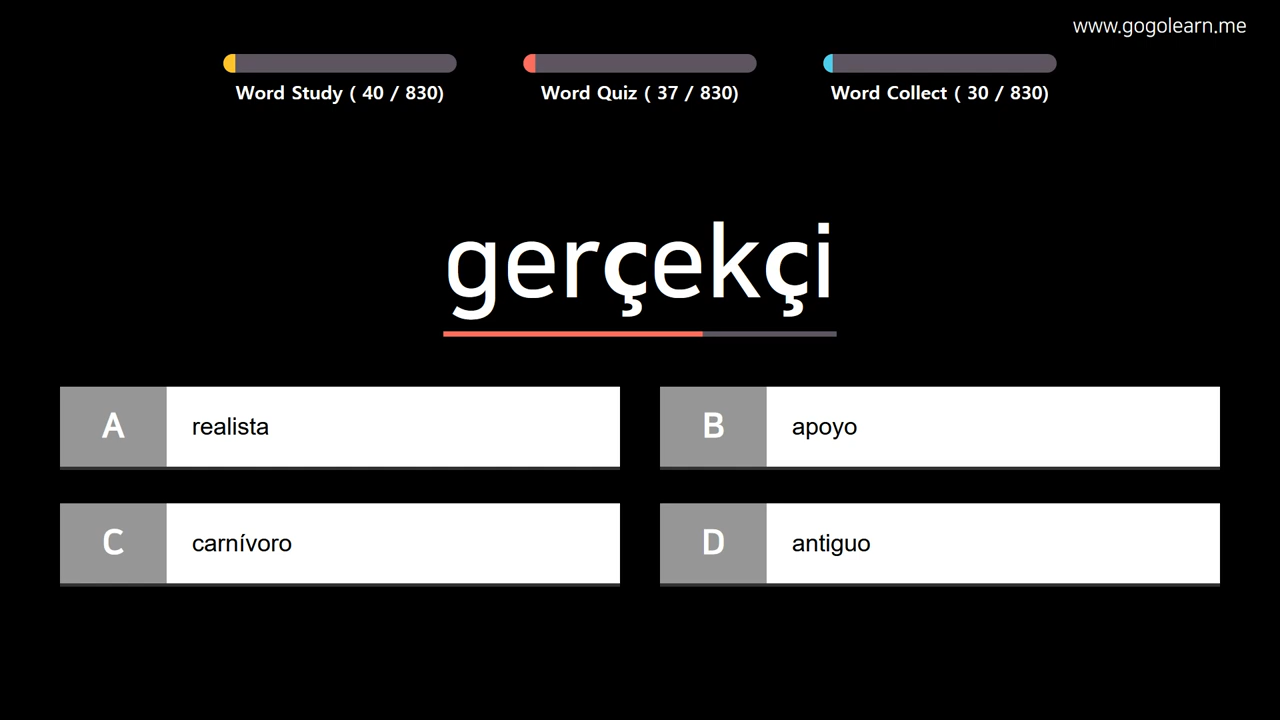 www.gogolearn.me
Word Study ( 40 / 830)
Word Quiz ( 37 / 830)
Word Collect ( 30 / 830)
gerçekçi
A realista
B apoyo
C carnívoro
D antiguo